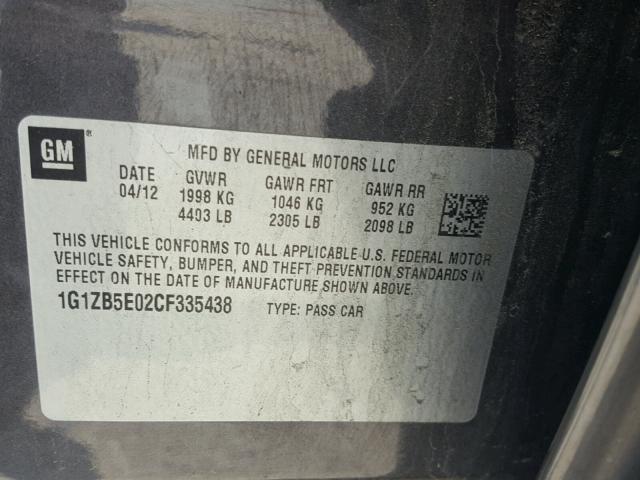 GM ®
MFD BY GENERAL MOTORS LLC
DATE GVWR GAWR FRT GAWR RR
04/12 1998 KG 1046 KG 952 KG
4403 LB 2305 LB 2098 LB
THIS VEHICLE CONFORMS TO ALL APPLICABLE U.S. FEDERAL MOTOR
VEHICLE SAFETY, BUMPER, AND THEFT PREVENTION STANDARDS IN
EFFECT ON THE DATE OF MANUFACTURE SHOWN ABOVE.
1G1ZB5E02CF335438 TYPE: PASS CAR